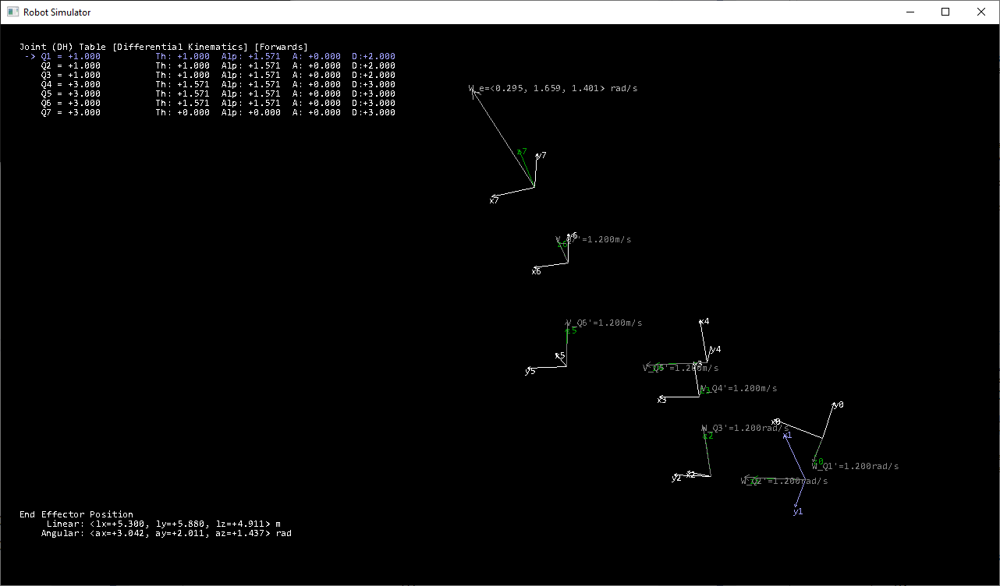 Robot Simulator
Joint (DH) Table [Differential Kinematics] [Forwards]
-> Q1 = +1.000 Th: +1.000 Alp: +1.571 A: +0.000 D:+2.000
Q2 = +1.000 Th: +1.000 Alp: +1.571 A: +0.000 D:+2.000
Q3 = +1.000 Th: +1.000 Alp: +1.571 A: +0.000 D:+2.000
Q4 = +3.000 Th: +1.571 Alp: +1.571 A: +0.000 D:+3.000
Q5 = +3.000 Th: +1.571 Alp: +1.571 A: +0.000 D:+3.000
Q6 = +3.000 Th: +1.571 Alp: +1.571 A: +0.000 D:+3.000
Q7 = +3.000 Th: +0.000 Alp: +0.000 A: +0.000 D:+3.000
W_e=<0.295, 1.659, 1.401> rad/s
z7
y7
x7
V_Q7'=1.200m/s
y6
z6
x6
V_Q6'=1.200m/s
z5
x5
y5
x4
y4
V_Q5'=1.200m/s
y3
V_Q4'=1.200m/s
z3
x3
y0
x0
W_Q3'=1.200rad/s
z2
x1
z0
W_Q1'=1.200rad/s
y2
x2
W_Q2'=1.200rad/s
y1
End Effector Position
Linear: <lx=+5.300, ly=+5.880, lz=+4.911> m
Angular: <ax=+3.042, ay=+2.011, az=+1.437> rad